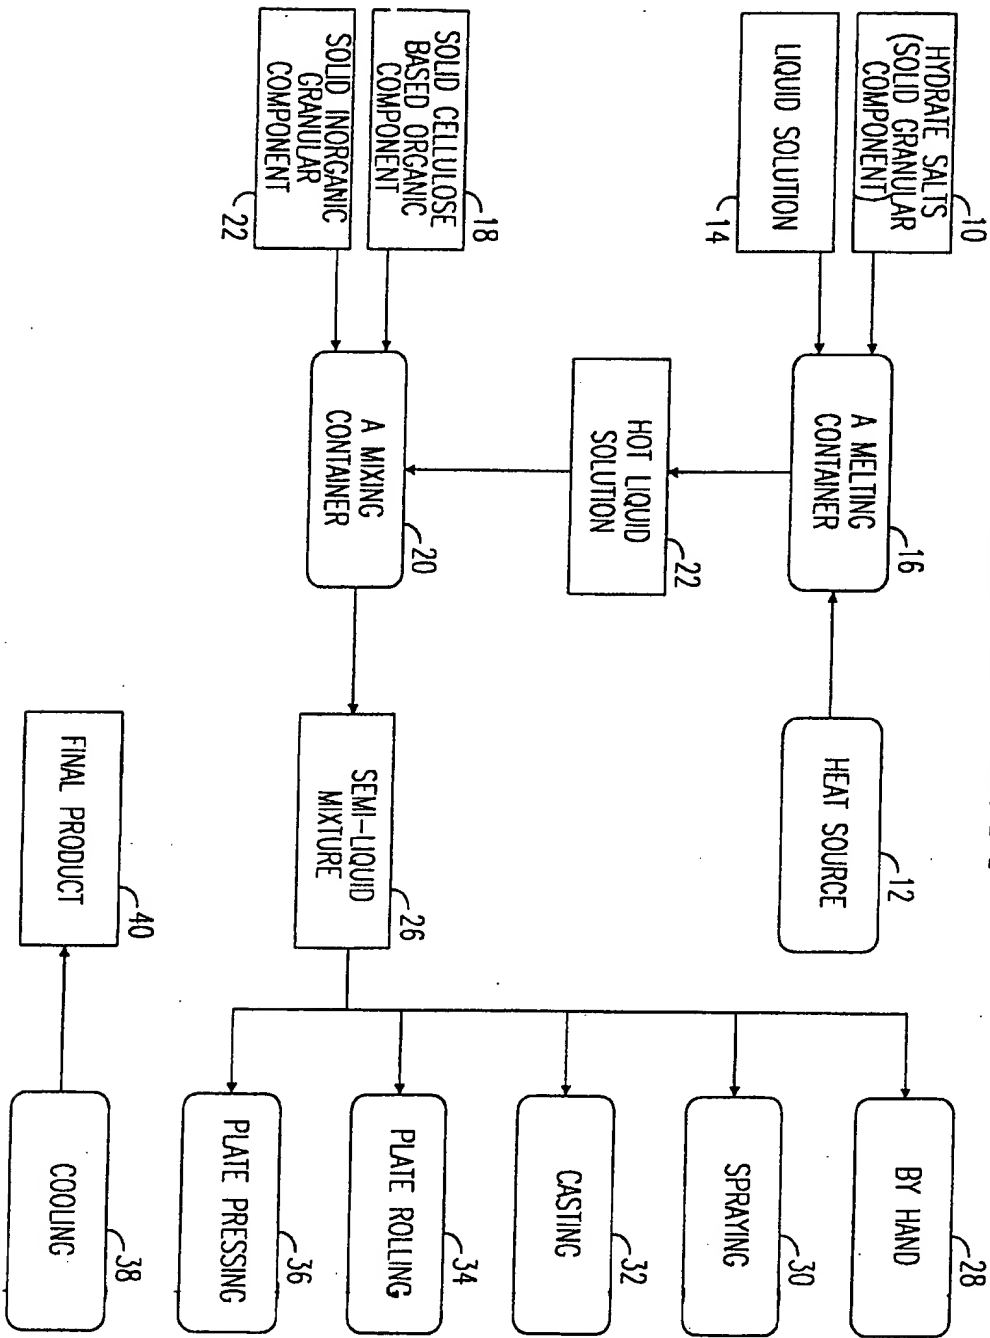 HYDRATE SALTS
(SOLID GRANULAR
COMPONENT)
10
LIQUID SOLUTION
14
A MELTING
CONTAINER
16
HEAT SOURCE
12
HOT LIQUID
SOLUTION
22
SOLID CELLULOSE
BASED ORGANIC
COMPONENT
18
SOLID INORGANIC
GRANULAR
COMPONENT
22
A MIXING
CONTAINER
20
SEMI-LIQUID
MIXTURE
26
BY HAND
28
SPRAYING
30
CASTING
32
PLATE ROLLING
34
PLATE PRESSING
36
COOLING
38
FINAL PRODUCT
40